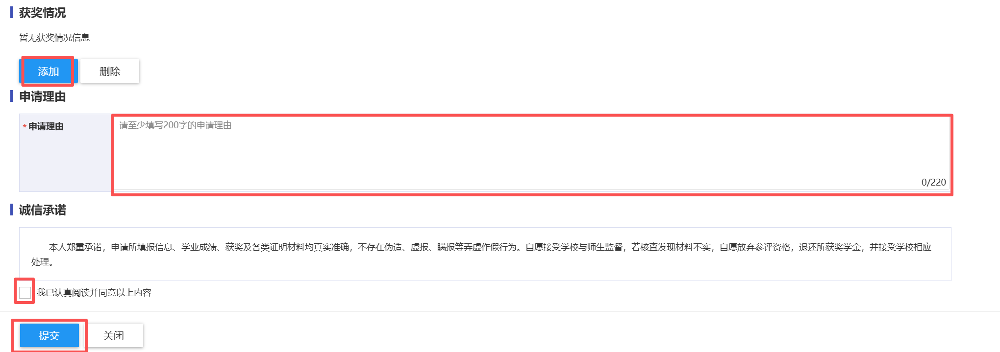 获奖情况
暂无获奖情况信息
添加 删除
申请理由
*申请理由 请至少填写200字的申请理由
0/220
诚信承诺
本人郑重承诺，申请所填报信息、学业成绩、获奖及各类证明材料均真实准确，不存在伪造、虚报、瞒报等弄虚作假行为。自愿接受学校与师生监督，若核查发现材料不实，自愿放弃参评资格，退还所获奖学金，并接受学校相应
处理。
我已认真阅读并同意以上内容
提交 关闭